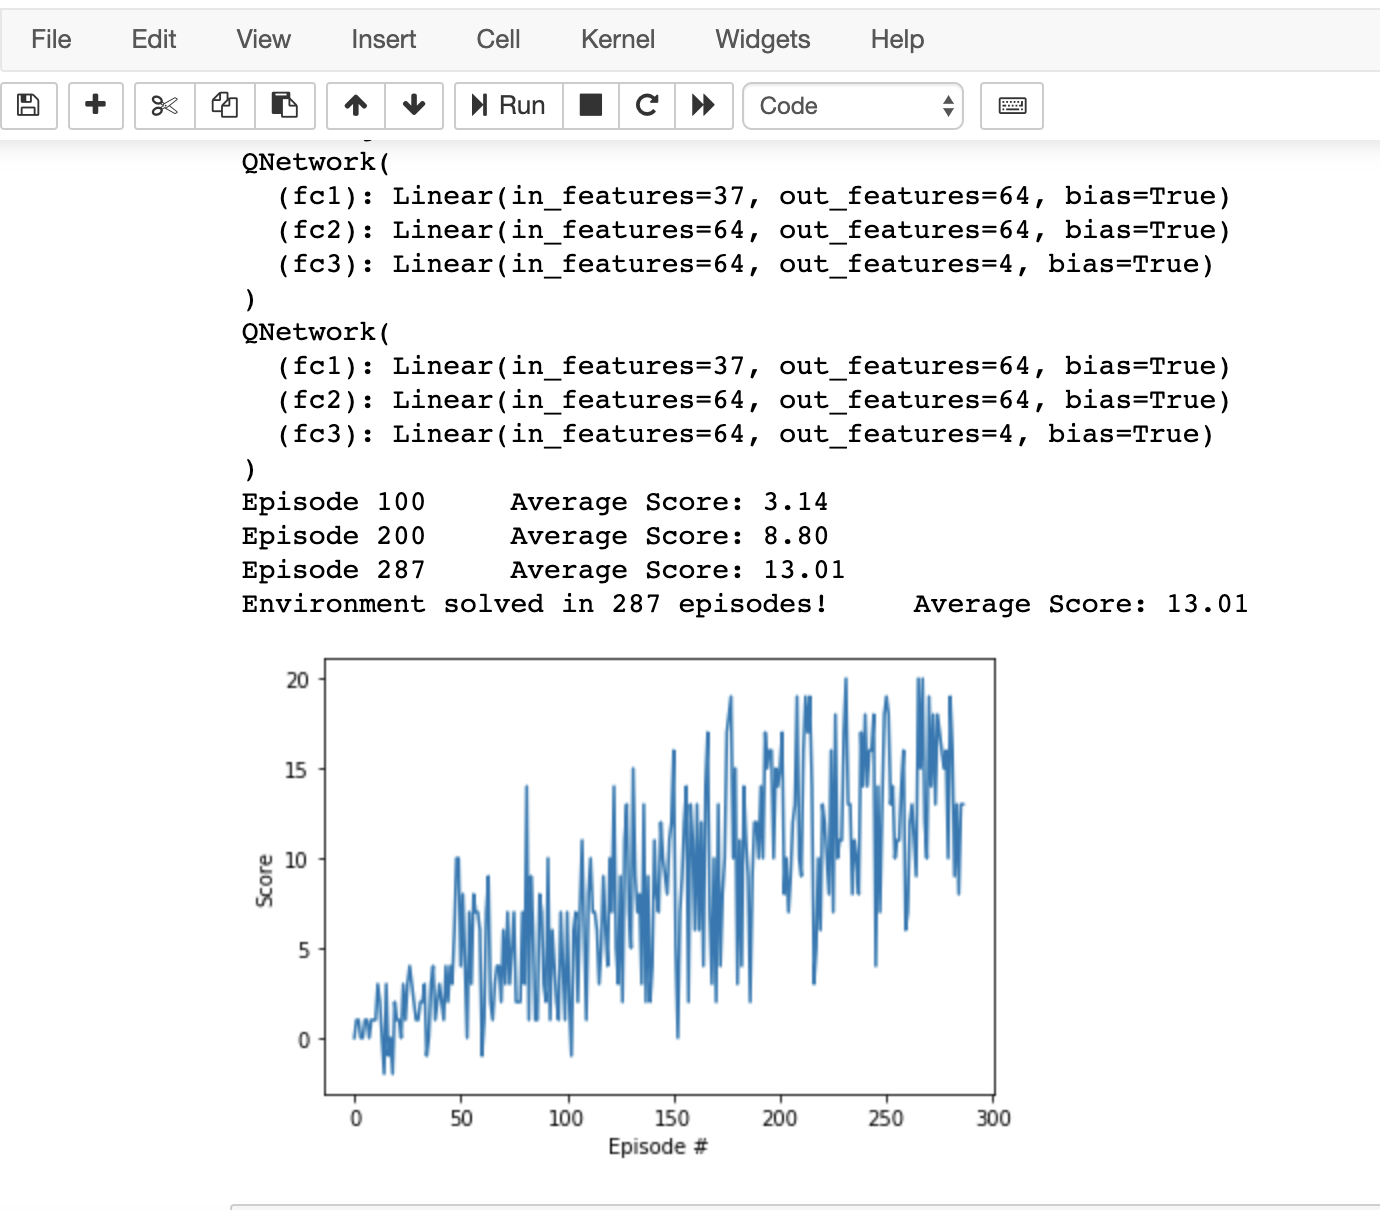 File Edit View Insert Cell Kernel Widgets Help
Run Code
QNetwork(
(fc1): Linear(in_features=37, out_features=64, bias=True)
(fc2): Linear(in_features=64, out_features=64, bias=True)
(fc3): Linear(in_features=64, out_features=4, bias=True)
)
QNetwork(
(fc1): Linear(in_features=37, out_features=64, bias=True)
(fc2): Linear(in_features=64, out_features=64, bias=True)
(fc3): Linear(in_features=64, out_features=4, bias=True)
)
Episode 100 Average Score: 3.14
Episode 200 Average Score: 8.80
Episode 287 Average Score: 13.01
Environment solved in 287 episodes! Average Score: 13.01
20
15
10
5
0
Score
0 50 100 150 200 250 300
Episode #